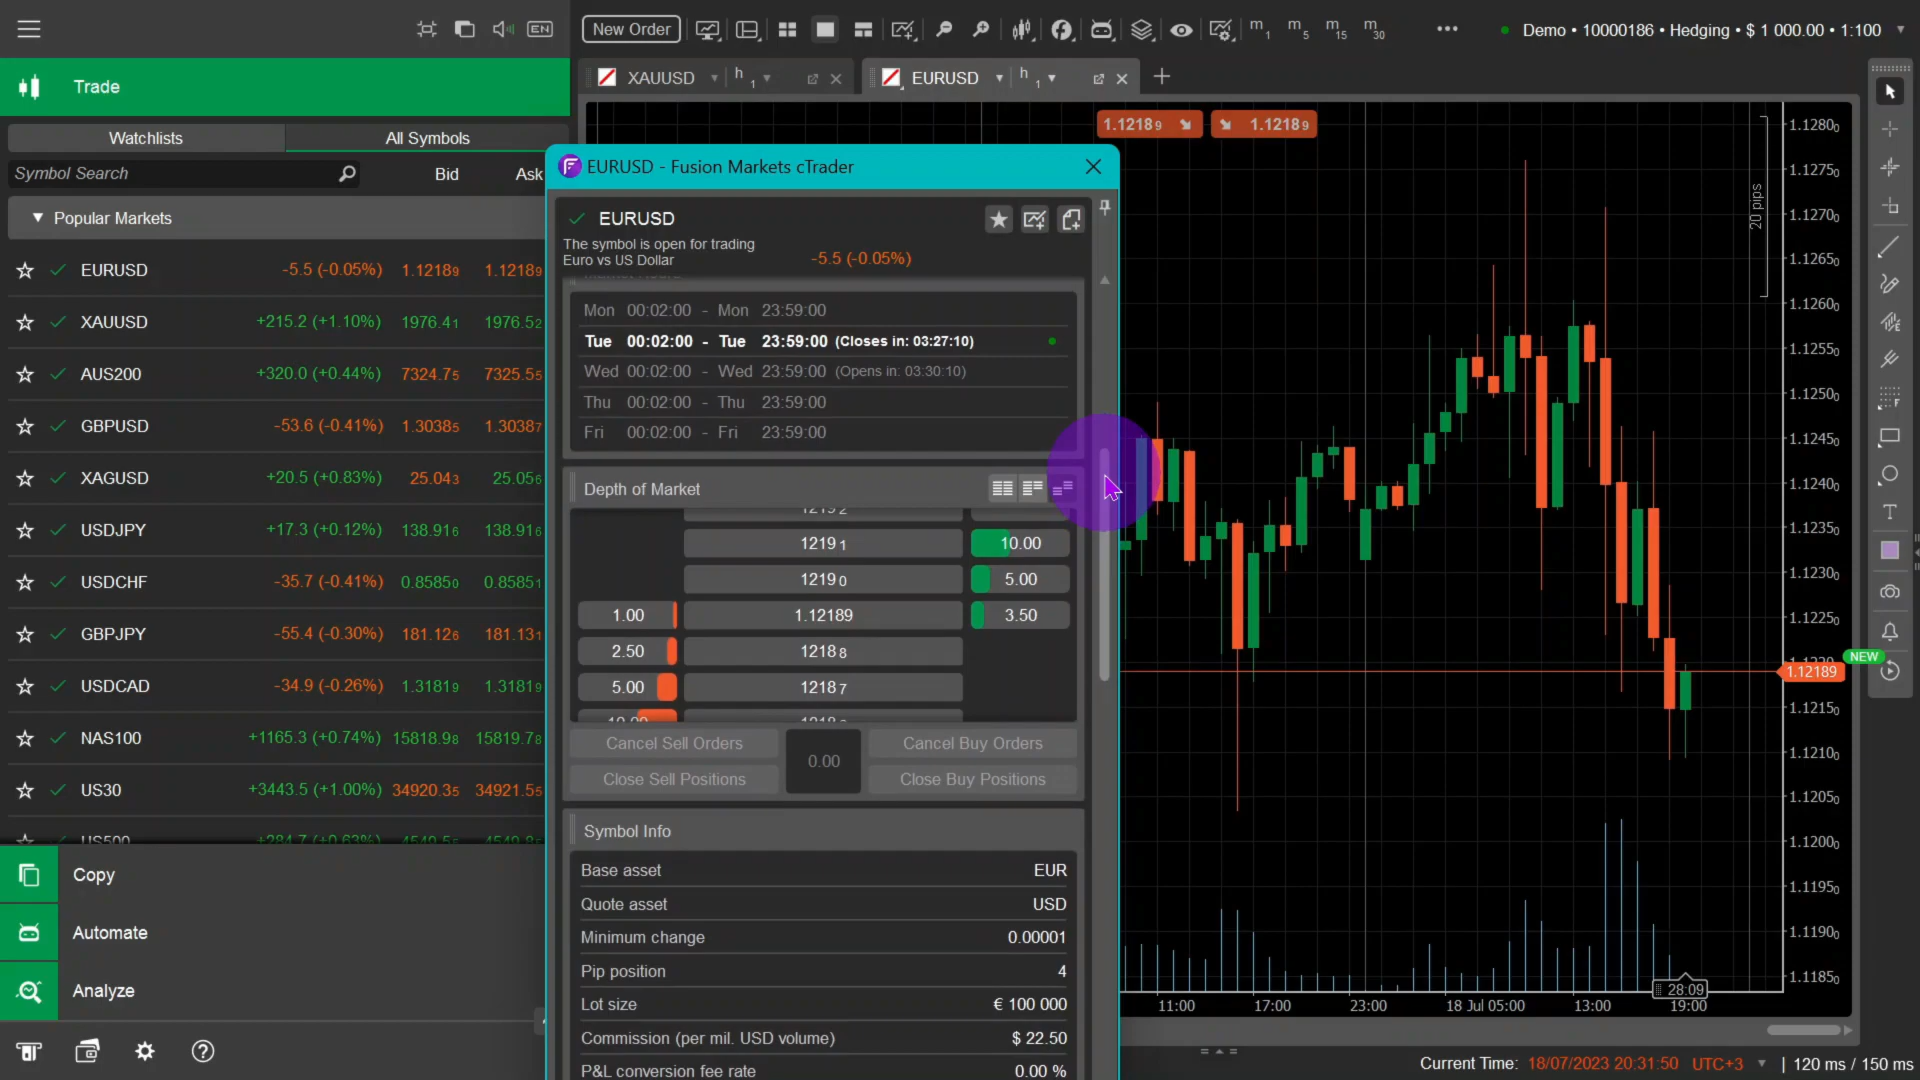 EN
New Order
m1
m5
m15
m30
Demo • 10000186 • Hedging • $ 1 000.00 • 1:100
Trade
XAUUSD
h1
EURUSD
h1
Watchlists
All Symbols
Symbol Search
Bid
Ask
Popular Markets
EURUSD -5.5 (-0.05%) 1.12189 1.12189
XAUUSD +215.2 (+1.10%) 1976.41 1976.52
AUS200 +320.0 (+0.44%) 7324.75 7325.55
GBPUSD -53.6 (-0.41%) 1.30385 1.30387
XAGUSD +20.5 (+0.83%) 25.043 25.056
USDJPY +17.3 (+0.12%) 138.916 138.916
USDCHF -35.7 (-0.41%) 0.85850 0.85851
GBPJPY -55.4 (-0.30%) 181.126 181.131
USDCAD -34.9 (-0.26%) 1.31819 1.31819
NAS100 +1165.3 (+0.74%) 15818.98 15819.78
US30 +3443.5 (+1.00%) 34920.35 34921.55
US500 +284.7 (+0.63%)
Copy
Automate
Analyze
EURUSD - Fusion Markets cTrader
EURUSD
The symbol is open for trading
Euro vs US Dollar
-5.5 (-0.05%)
Mon 00:02:00 - Mon 23:59:00
Tue 00:02:00 - Tue 23:59:00 (Closes in: 03:27:10)
Wed 00:02:00 - Wed 23:59:00 (Opens in: 03:30:10)
Thu 00:02:00 - Thu 23:59:00
Fri 00:02:00 - Fri 23:59:00
Depth of Market
12192
12191 10.00
12190 5.00
1.00 1.12189 3.50
2.50 12188
5.00 12187
10.00
Cancel Sell Orders
Cancel Buy Orders
0.00
Close Sell Positions
Close Buy Positions
Symbol Info
Base asset EUR
Quote asset USD
Minimum change 0.00001
Pip position 4
Lot size € 100 000
Commission (per mil. USD volume) $ 22.50
P&L conversion fee rate 0.00 %
1.12189
1.12189
20 pips
1.12800
1.12750
1.12700
1.12650
1.12600
1.12550
1.12500
1.12450
1.12400
1.12350
1.12300
1.12250
1.12189
1.12150
1.12100
1.12050
1.12000
1.11950
1.11900
1.11850
NEW
T
28:09
11:00
17:00
23:00
18 Jul 05:00
13:00
19:00
Current Time: 18/07/2023 20:31:50 UTC+3 | 120 ms / 150 ms